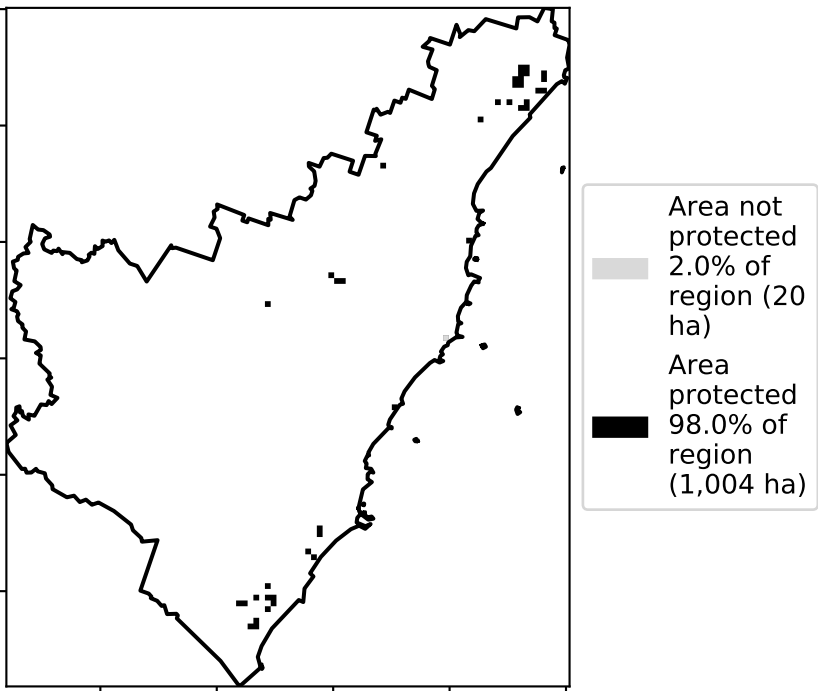 Area not
protected
2.0% of
region (20
ha)
Area
protected
98.0% of
region
(1,004 ha)